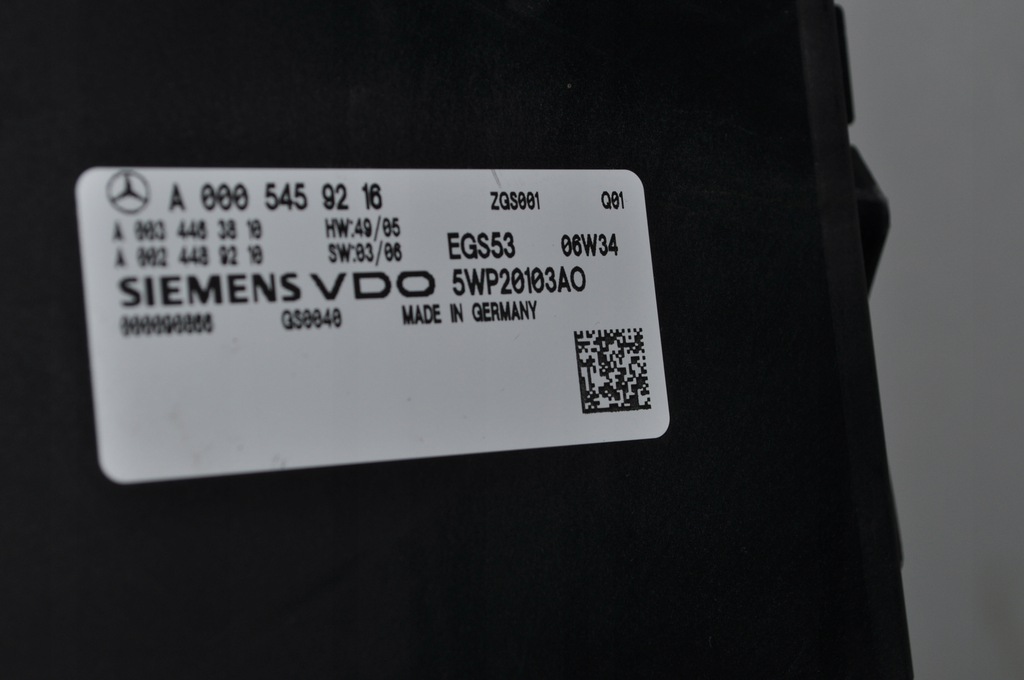 A 000 545 92 16 ZGS001 Q01
A 003 446 38 10 HW:49/05
A 002 448 92 10 SW:03/06 EGS53 06W34
SIEMENS VDO 5WP20103AO
GS0040 MADE IN GERMANY